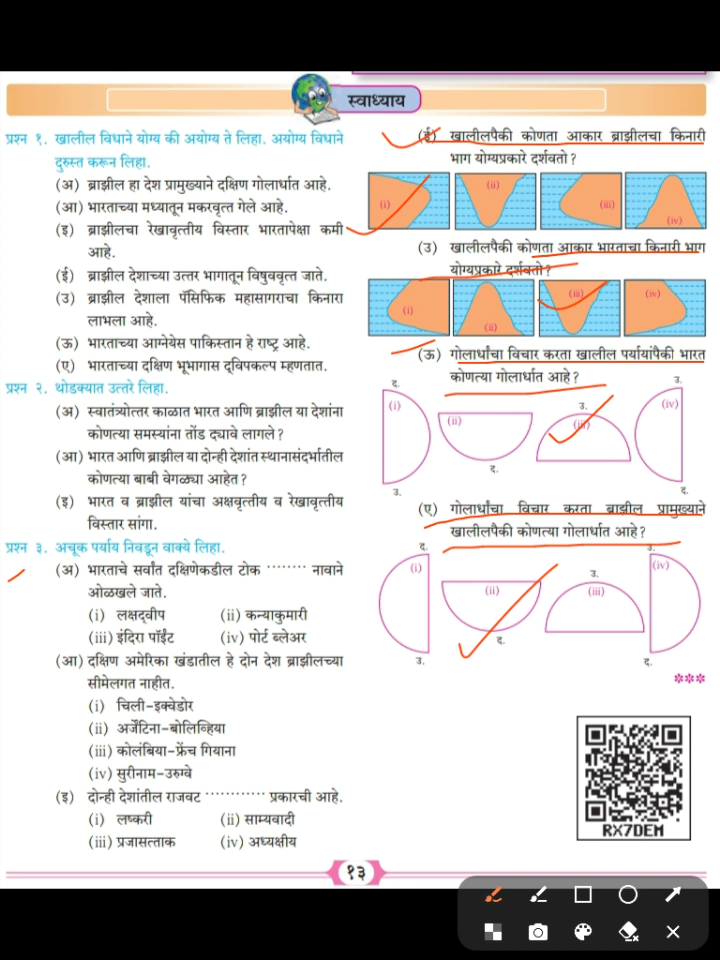 स्वाध्याय
प्रश्न १. खालील विधाने योग्य की अयोग्य ते लिहा. अयोग्य विधाने
दुरुस्त करून लिहा.
(अ) ब्राझील हा देश प्रामुख्याने दक्षिण गोलार्धात आहे.
(आ) भारताच्या मध्यातून मकरवृत्त गेले आहे.
(इ) ब्राझीलचा रेखावृत्तीय विस्तार भारतापेक्षा कमी
आहे.
(ई) ब्राझील देशाच्या उत्तर भागातून विषुववृत्त जाते.
(उ) ब्राझील देशाला पॅसिफिक महासागराचा किनारा
लाभला आहे.
(ऊ) भारताच्या आग्नेयेस पाकिस्तान हे राष्ट्र आहे.
(ए) भारताच्या दक्षिण भूभागास द्विपकल्प म्हणतात.
प्रश्न २. थोडक्यात उत्तरे लिहा.
(अ) स्वातंत्र्योत्तर काळात भारत आणि ब्राझील या देशांना
कोणत्या समस्यांना तोंड द्यावे लागले?
(आ) भारत आणि ब्राझील या दोन्ही देशांत स्थानासंदर्भातील
कोणत्या बाबी वेगळ्या आहेत?
(इ) भारत व ब्राझील यांचा अक्षवृत्तीय व रेखावृत्तीय
विस्तार सांगा.
प्रश्न ३. अचूक पर्याय निवडून वाक्ये लिहा.
(अ) भारताचे सर्वांत दक्षिणेकडील टोक ........ नावाने
ओळखले जाते.
(i) लक्षद्वीप (ii) कन्याकुमारी
(iii) इंदिरा पॉईंट (iv) पोर्ट ब्लेअर
(आ) दक्षिण अमेरिका खंडातील हे दोन देश ब्राझीलच्या
सीमेलगत नाहीत.
(i) चिली-इक्वेडोर
(ii) अर्जेंटिना-बोलिव्हिया
(iii) कोलंबिया-फ्रेंच गियाना
(iv) सुरीनाम-उरुग्वे
(इ) दोन्ही देशांतील राजवट ............ प्रकारची आहे.
(i) लष्करी (ii) साम्यवादी
(iii) प्रजासत्ताक (iv) अध्यक्षीय
(ई) खालीलपैकी कोणता आकार ब्राझीलचा किनारी
भाग योग्यप्रकारे दर्शवतो?
(i) (ii) (iii) (iv)
(उ) खालीलपैकी कोणता आकार भारताचा किनारी भाग
योग्यप्रकारे दर्शवतो?
(i) (ii) (iii) (iv)
(ऊ) गोलार्धांचा विचार करता खालील पर्यायांपैकी भारत
कोणत्या गोलार्धात आहे?
द. उ.
(i) (ii) उ. (iii) (iv)
उ. द. द.
(ए) गोलार्धांचा विचार करता ब्राझील प्रामुख्याने
खालीलपैकी कोणत्या गोलार्धात आहे?
द. उ.
(i) (ii) उ. (iii) (iv)
उ. द. द.
***
RX7DEM
१३